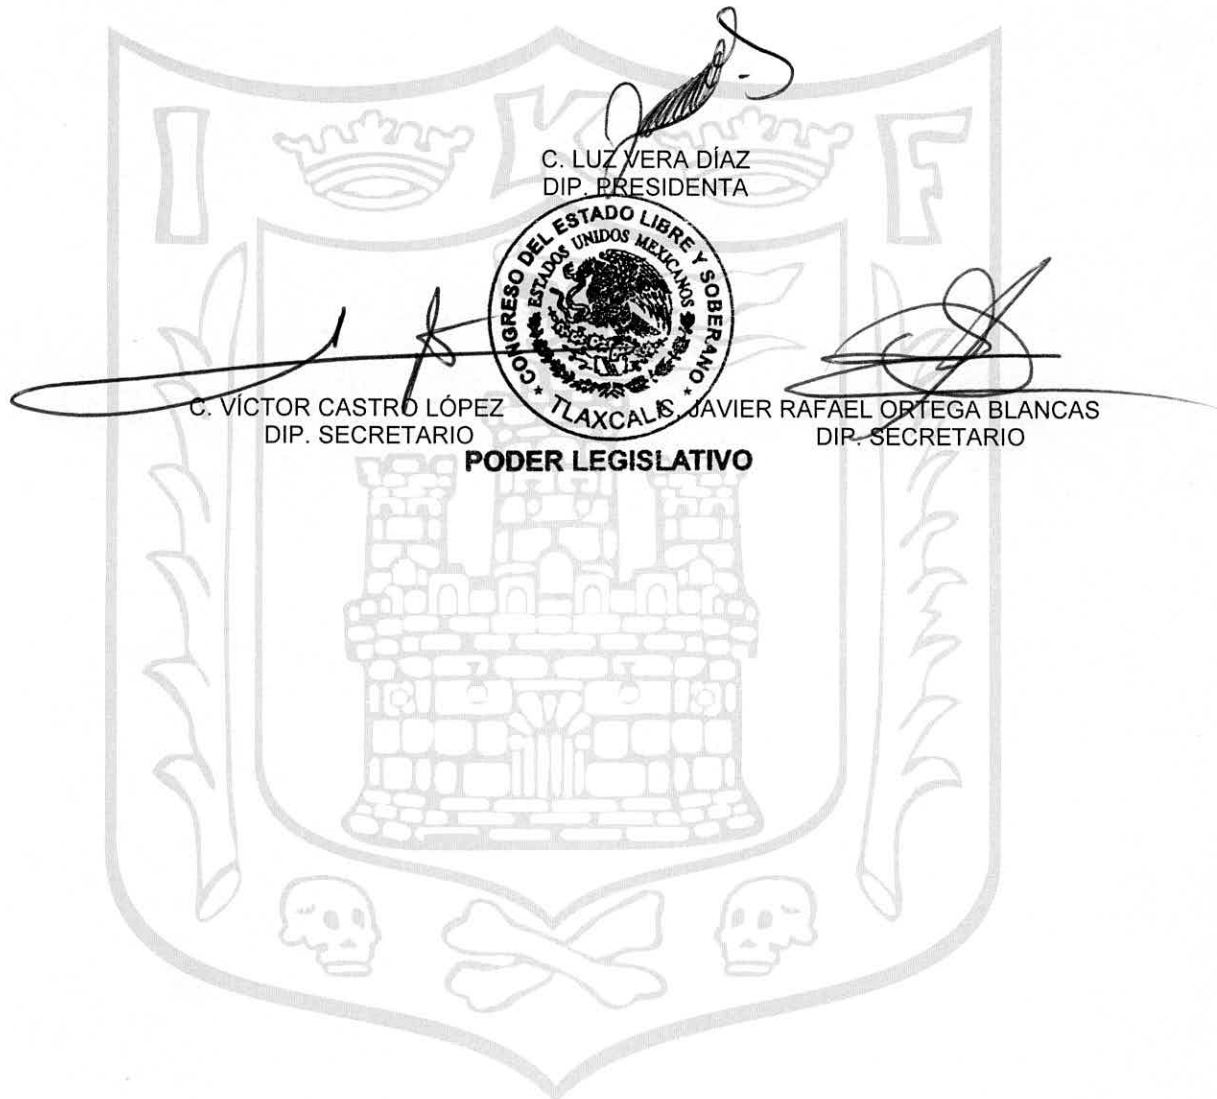 I K F
C. LUZ VERA DÍAZ
DIP. PRESIDENTA
CONGRESO DEL ESTADO LIBRE Y SOBERANO
ESTADOS UNIDOS MEXICANOS
TLAXCALA
C. VÍCTOR CASTRO LÓPEZ
DIP. SECRETARIO
C. JAVIER RAFAEL ORTEGA BLANCAS
DIP. SECRETARIO
PODER LEGISLATIVO